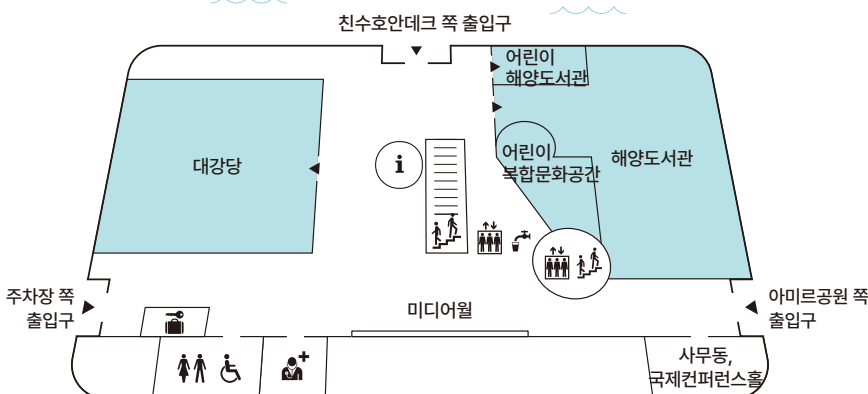 친수호안데크 쪽 출입구
어린이
해양도서관
대강당
i
어린이
복합문화공간
해양도서관
주차장 쪽
출입구
미디어월
아미르공원 쪽
출입구
사무동,
국제컨퍼런스홀